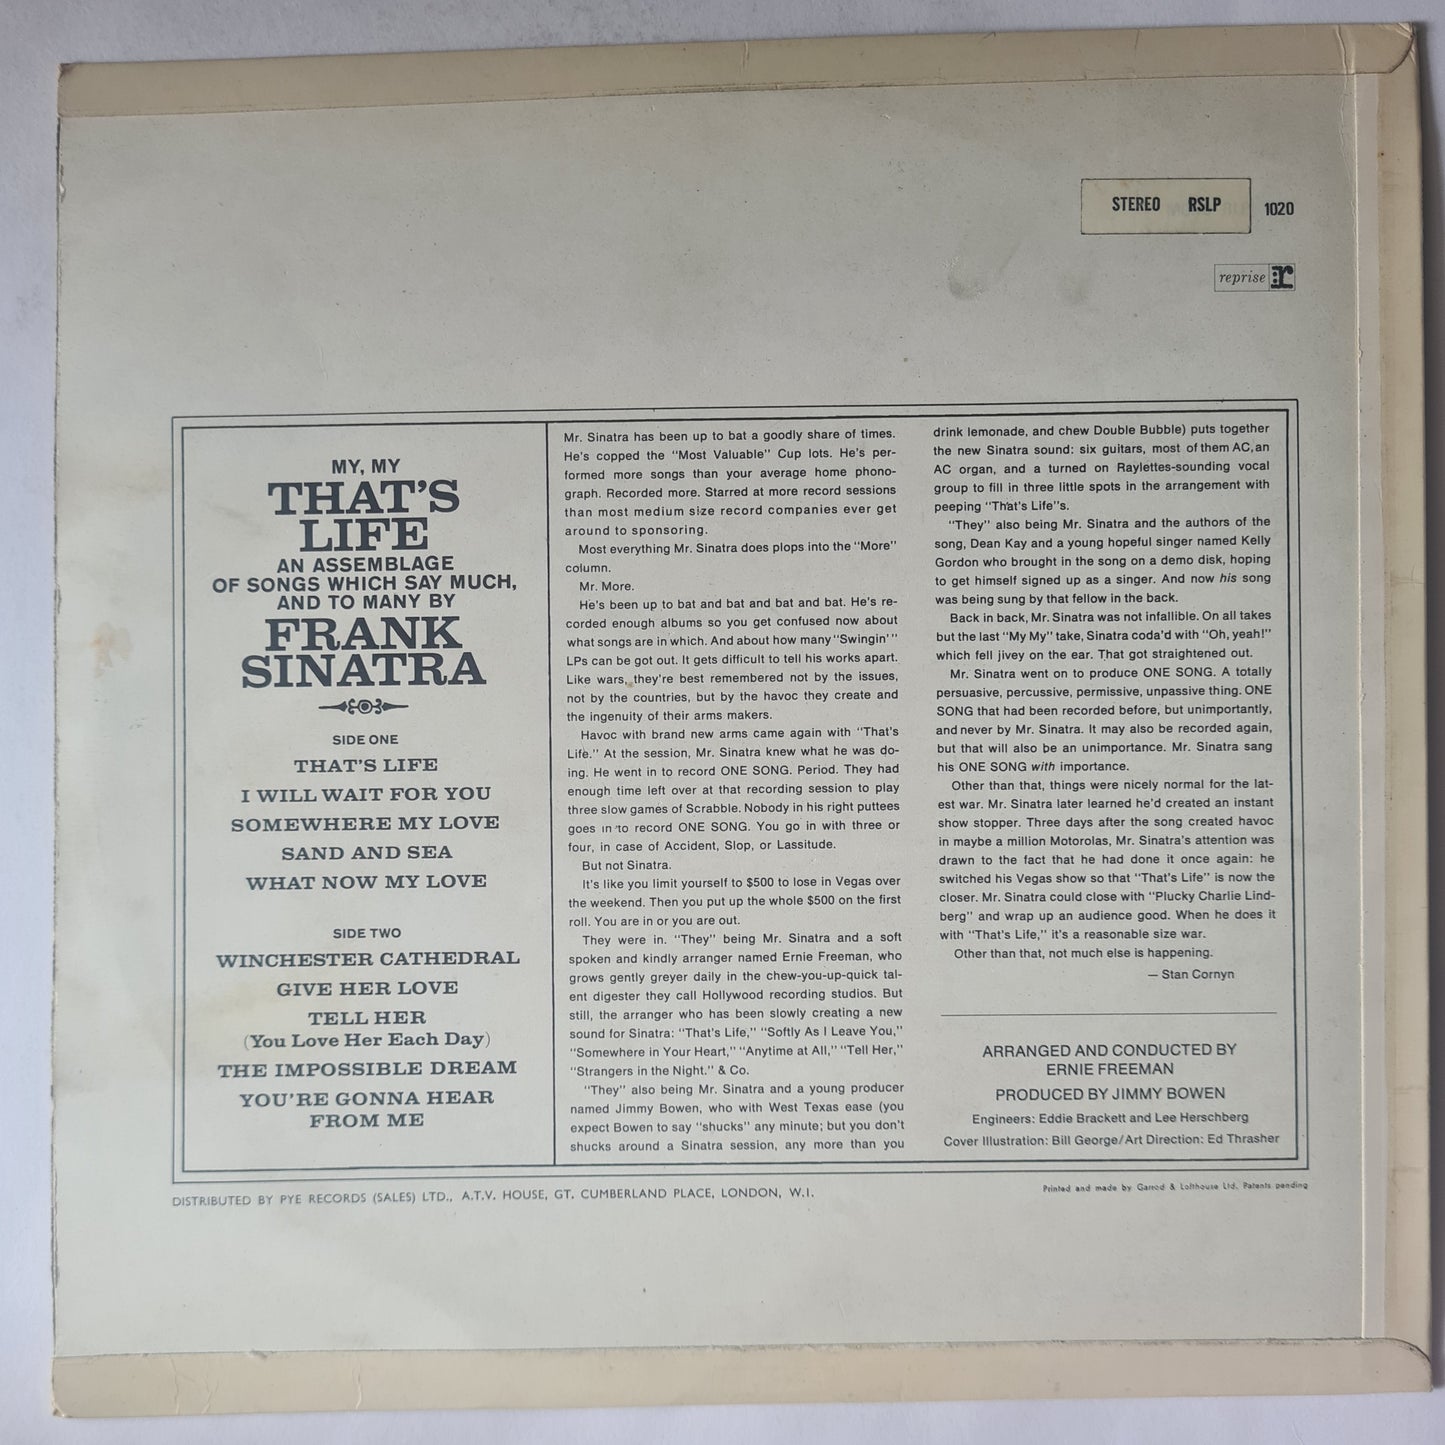 STEREO RSLP 1020
reprise r
MY, MY
THAT'S
LIFE
AN ASSEMBLAGE
OF SONGS WHICH SAY MUCH,
AND TO MANY BY
FRANK
SINATRA
SIDE ONE
THAT'S LIFE
I WILL WAIT FOR YOU
SOMEWHERE MY LOVE
SAND AND SEA
WHAT NOW MY LOVE
SIDE TWO
WINCHESTER CATHEDRAL
GIVE HER LOVE
TELL HER
(You Love Her Each Day)
THE IMPOSSIBLE DREAM
YOU'RE GONNA HEAR
FROM ME
Mr. Sinatra has been up to bat a goodly share of times.
He's copped the "Most Valuable" Cup lots. He's per-
formed more songs than your average home phono-
graph. Recorded more. Starred at more record sessions
than most medium size record companies ever get
around to sponsoring.
Most everything Mr. Sinatra does plops into the "More"
column.
Mr. More.
He's been up to bat and bat and bat and bat. He's re-
corded enough albums so you get confused now about
what songs are in which. And about how many "Swingin'"
LPs can be got out. It gets difficult to tell his works apart.
Like wars, they're best remembered not by the issues,
not by the countries, but by the havoc they create and
the ingenuity of their arms makers.
Havoc with brand new arms came again with "That's
Life." At the session, Mr. Sinatra knew what he was do-
ing. He went in to record ONE SONG. Period. They had
enough time left over at that recording session to play
three slow games of Scrabble. Nobody in his right puttees
goes in to record ONE SONG. You go in with three or
four, in case of Accident, Slop, or Lassitude.
But not Sinatra.
It's like you limit yourself to $500 to lose in Vegas over
the weekend. Then you put up the whole $500 on the first
roll. You are in or you are out.
They were in. "They" being Mr. Sinatra and a soft
spoken and kindly arranger named Ernie Freeman, who
grows gently greyer daily in the chew-you-up-quick tal-
ent digester they call Hollywood recording studios. But
still, the arranger who has been slowly creating a new
sound for Sinatra: "That's Life," "Softly As I Leave You,"
"Somewhere in Your Heart," "Anytime at All," "Tell Her,"
"Strangers in the Night." & Co.
"They" also being Mr. Sinatra and a young producer
named Jimmy Bowen, who with West Texas ease (you
expect Bowen to say "shucks" any minute; but you don't
shucks around a Sinatra session, any more than you
drink lemonade, and chew Double Bubble) puts together
the new Sinatra sound: six guitars, most of them AC, an
AC organ, and a turned on Raylettes-sounding vocal
group to fill in three little spots in the arrangement with
peeping "That's Life"s.
"They" also being Mr. Sinatra and the authors of the
song, Dean Kay and a young hopeful singer named Kelly
Gordon who brought in the song on a demo disk, hoping
to get himself signed up as a singer. And now his song
was being sung by that fellow in the back.
Back in back, Mr. Sinatra was not infallible. On all takes
but the last "My My" take, Sinatra coda'd with "Oh, yeah!"
which fell jivey on the ear. That got straightened out.
Mr. Sinatra went on to produce ONE SONG. A totally
persuasive, percussive, permissive, unpassive thing. ONE
SONG that had been recorded before, but unimportantly,
and never by Mr. Sinatra. It may also be recorded again,
but that will also be an unimportance. Mr. Sinatra sang
his ONE SONG with importance.
Other than that, things were nicely normal for the lat-
est war. Mr. Sinatra later learned he'd created an instant
show stopper. Three days after the song created havoc
in maybe a million Motorolas, Mr. Sinatra's attention was
drawn to the fact that he had done it once again: he
switched his Vegas show so that "That's Life" is now the
closer. Mr. Sinatra could close with "Plucky Charlie Lind-
berg" and wrap up an audience good. When he does it
with "That's Life," it's a reasonable size war.
Other than that, not much else is happening.
— Stan Cornyn
ARRANGED AND CONDUCTED BY
ERNIE FREEMAN
PRODUCED BY JIMMY BOWEN
Engineers: Eddie Brackett and Lee Herschberg
Cover Illustration: Bill George/Art Direction: Ed Thrasher
DISTRIBUTED BY PYE RECORDS (SALES) LTD., A.T.V. HOUSE, GT. CUMBERLAND PLACE, LONDON, W.I.
Printed and made by Garrod & Lofthouse Ltd. Patents pending